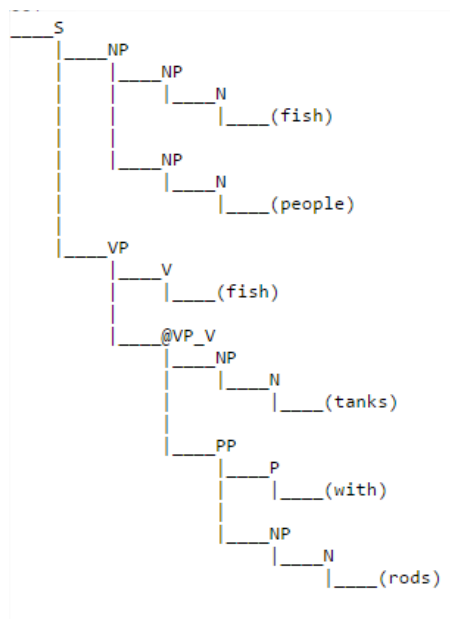 ____S
|____NP
|____NP
|____N
|____(fish)
|____NP
|____N
|____(people)
|____VP
|____V
|____(fish)
|____@VP_V
|____NP
|____N
|____(tanks)
|____PP
|____P
|____(with)
|____NP
|____N
|____(rods)